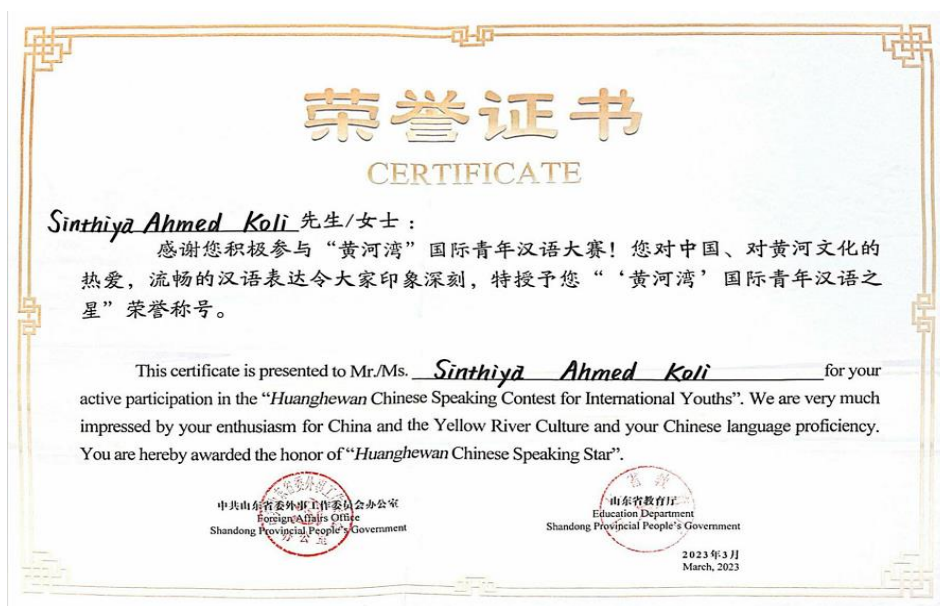 荣誉证书
CERTIFICATE
Sinthiya Ahmed Koli 先生/女士：
感谢您积极参与“黄河湾”国际青年汉语大赛！您对中国、对黄河文化的
热爱，流畅的汉语表达令大家印象深刻，特授予您“‘黄河湾’国际青年汉语之
星”荣誉称号。
This certificate is presented to Mr./Ms. Sinthiya Ahmed Koli for your
active participation in the “Huanghewan Chinese Speaking Contest for International Youths”. We are very much
impressed by your enthusiasm for China and the Yellow River Culture and your Chinese language proficiency.
You are hereby awarded the honor of “Huanghewan Chinese Speaking Star”.
中共山东省委外事工作委员会办公室
Foreign Affairs Office
Shandong Provincial People’s Government
山东省教育厅
Education Department
Shandong Provincial People’s Government
2023年3月
March, 2023